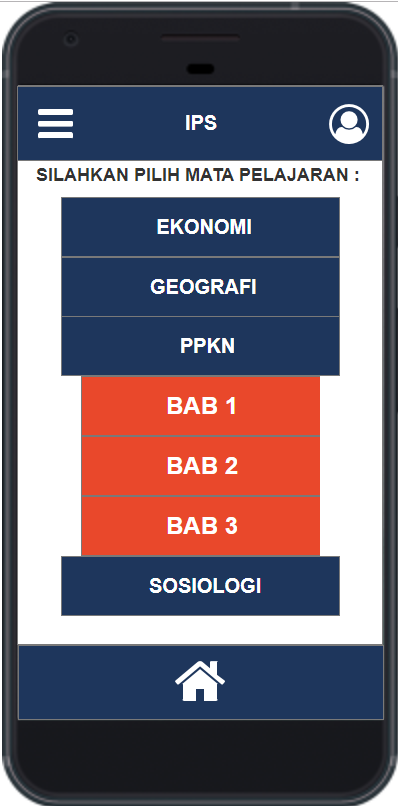 IPS
SILAHKAN PILIH MATA PELAJARAN :
EKONOMI
GEOGRAFI
PPKN
BAB 1
BAB 2
BAB 3
SOSIOLOGI